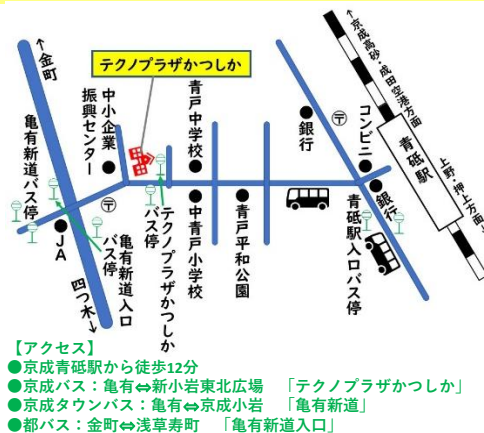 ↑金町
テクノプラザかつしか
中小企業
振興センター
青戸中学校
銀行
〒
コンビニ
↑京成高砂・成田空港方面
青砥駅
上野・押上方面↓
亀有新道バス停
〒
JA
亀有新道入口
バス停
四つ木↓
テクノプラザかつしか
バス停
中青戸小学校
青戸平和公園
銀行
青砥駅入口バス停
【アクセス】
●京成青砥駅から徒歩12分
●京成バス：亀有⇔新小岩東北広場 「テクノプラザかつしか」
●京成タウンバス：亀有⇔京成小岩 「亀有新道」
●都バス：金町⇔浅草寿町 「亀有新道入口」